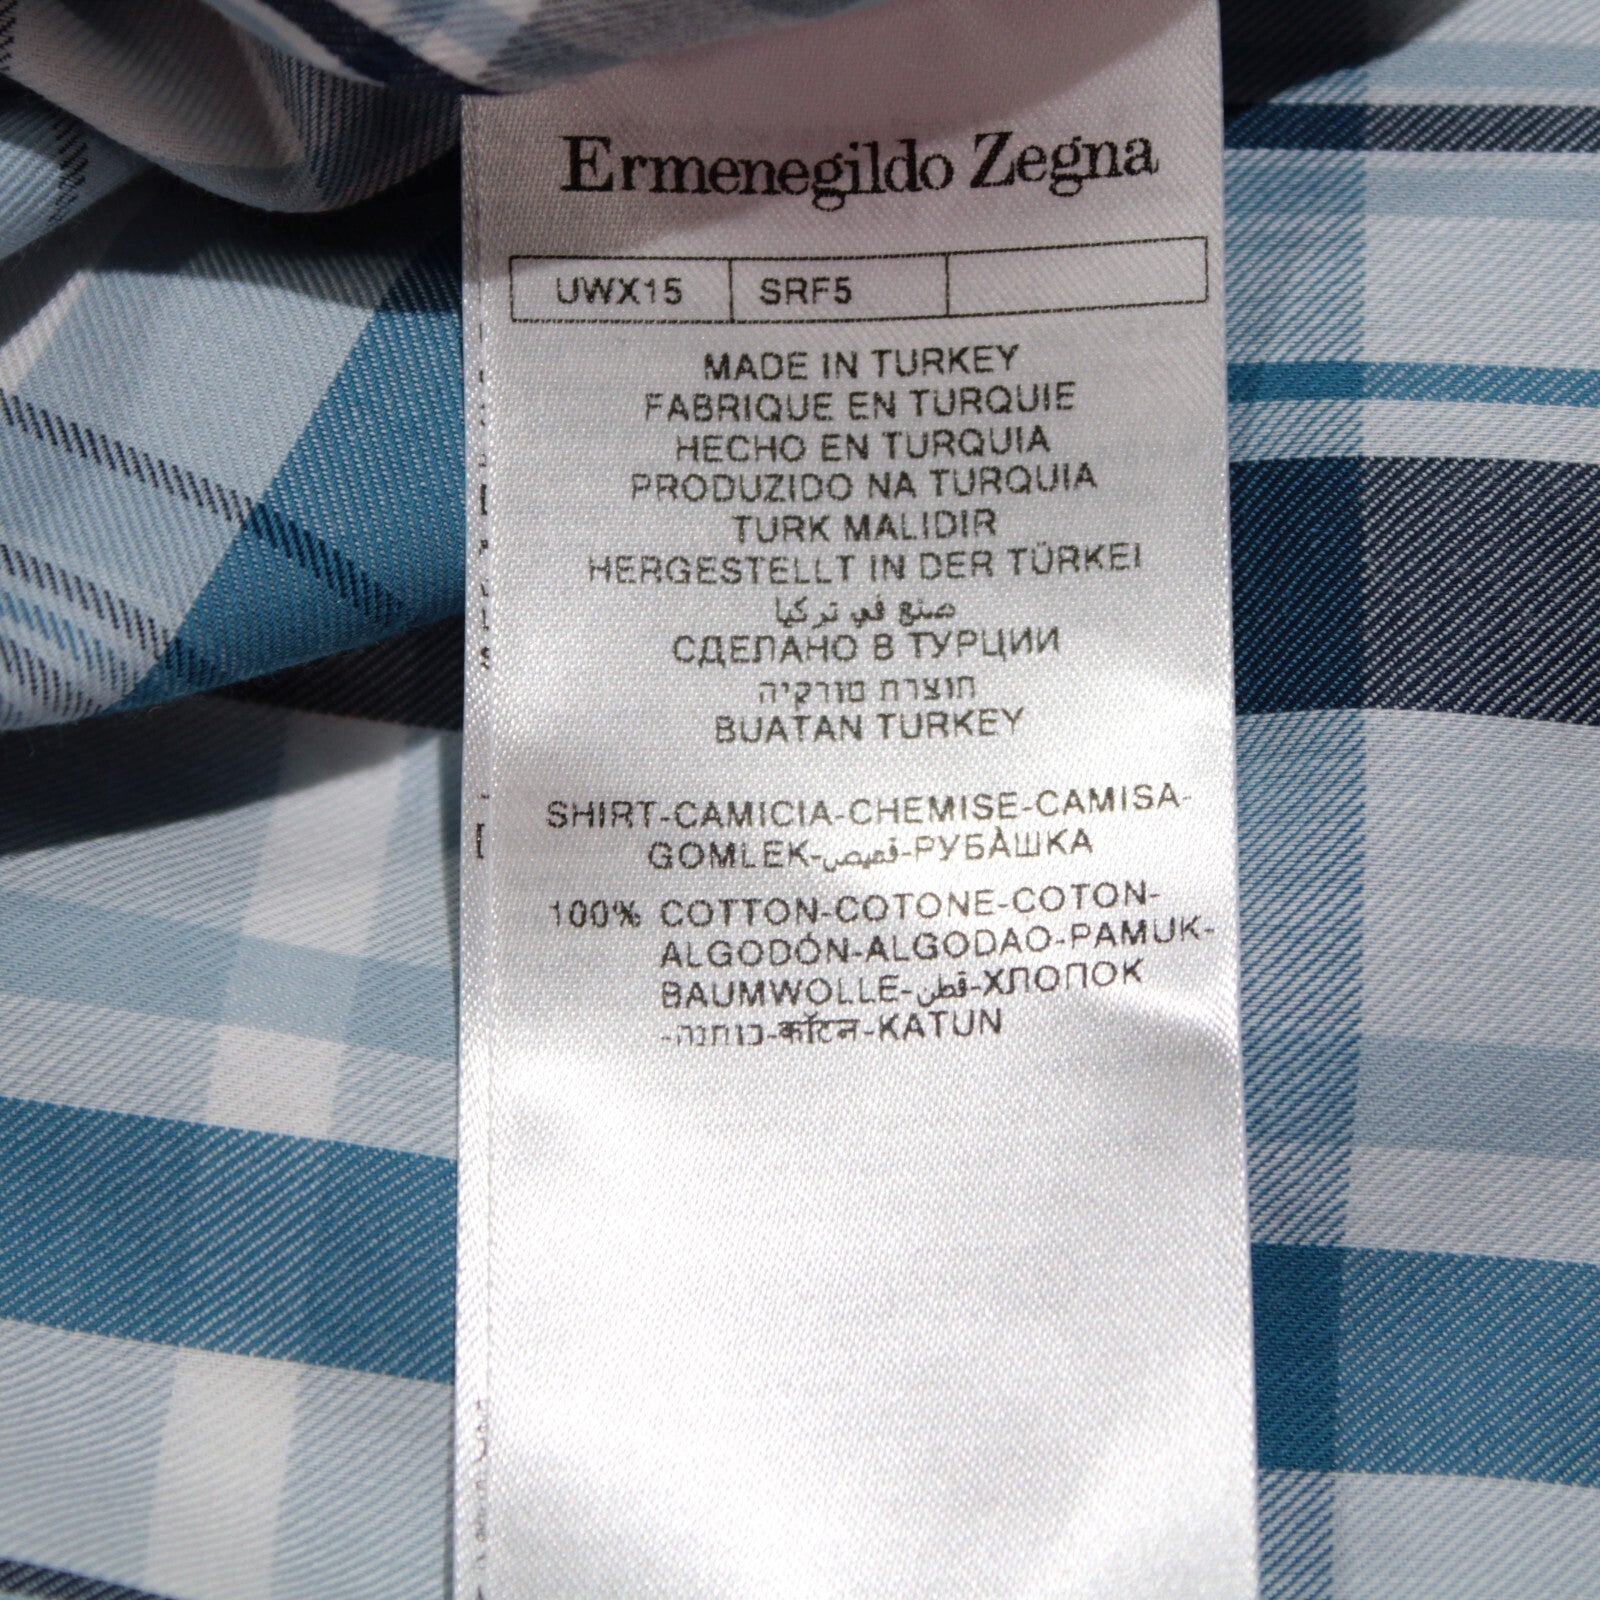 Ermenegildo Zegna
UWX15 SRF5
MADE IN TURKEY
FABRIQUE EN TURQUIE
HECHO EN TURQUIA
PRODUZIDO NA TURQUIA
TURK MALIDIR
HERGESTELLT IN DER TÜRKEI
صنع في تركيا
СДЕЛАНО В ТУРЦИИ
תוצרת טורקיה
BUATAN TURKEY
SHIRT-CAMICIA-CHEMISE-CAMISA-
GOMLEK-قميص-РУБÀШКА
100% COTTON-COTONE-COTON-
ALGODÓN-ALGODAO-PAMUK-
BAUMWOLLE-قطن-ХЛОПОК
-כותנה-कॉटन-KATUN